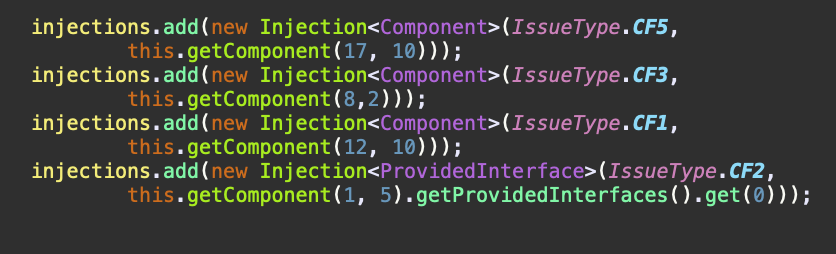 injections.add(new Injection<Component>(IssueType.CF5,
this.getComponent(17, 10)));
injections.add(new Injection<Component>(IssueType.CF3,
this.getComponent(8,2)));
injections.add(new Injection<Component>(IssueType.CF1,
this.getComponent(12, 10)));
injections.add(new Injection<ProvidedInterface>(IssueType.CF2,
this.getComponent(1, 5).getProvidedInterfaces().get(0)));